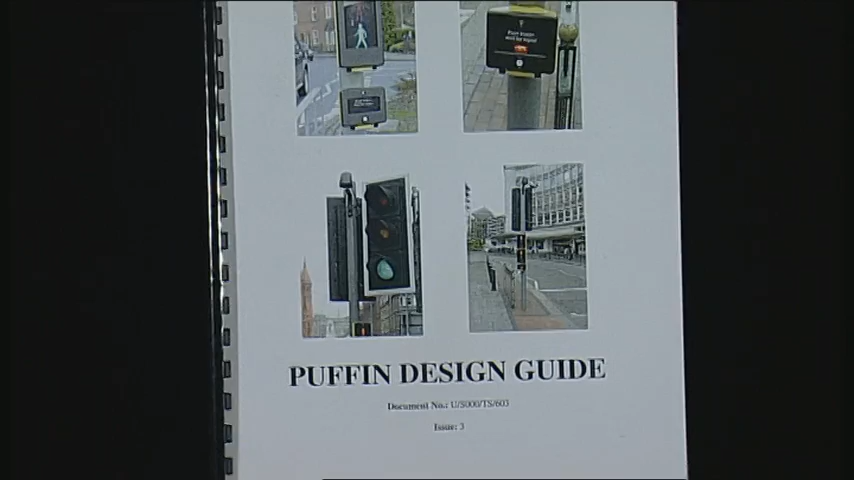 PUFFIN DESIGN GUIDE
Document No.: U/S000/TS/603
Issue: 3